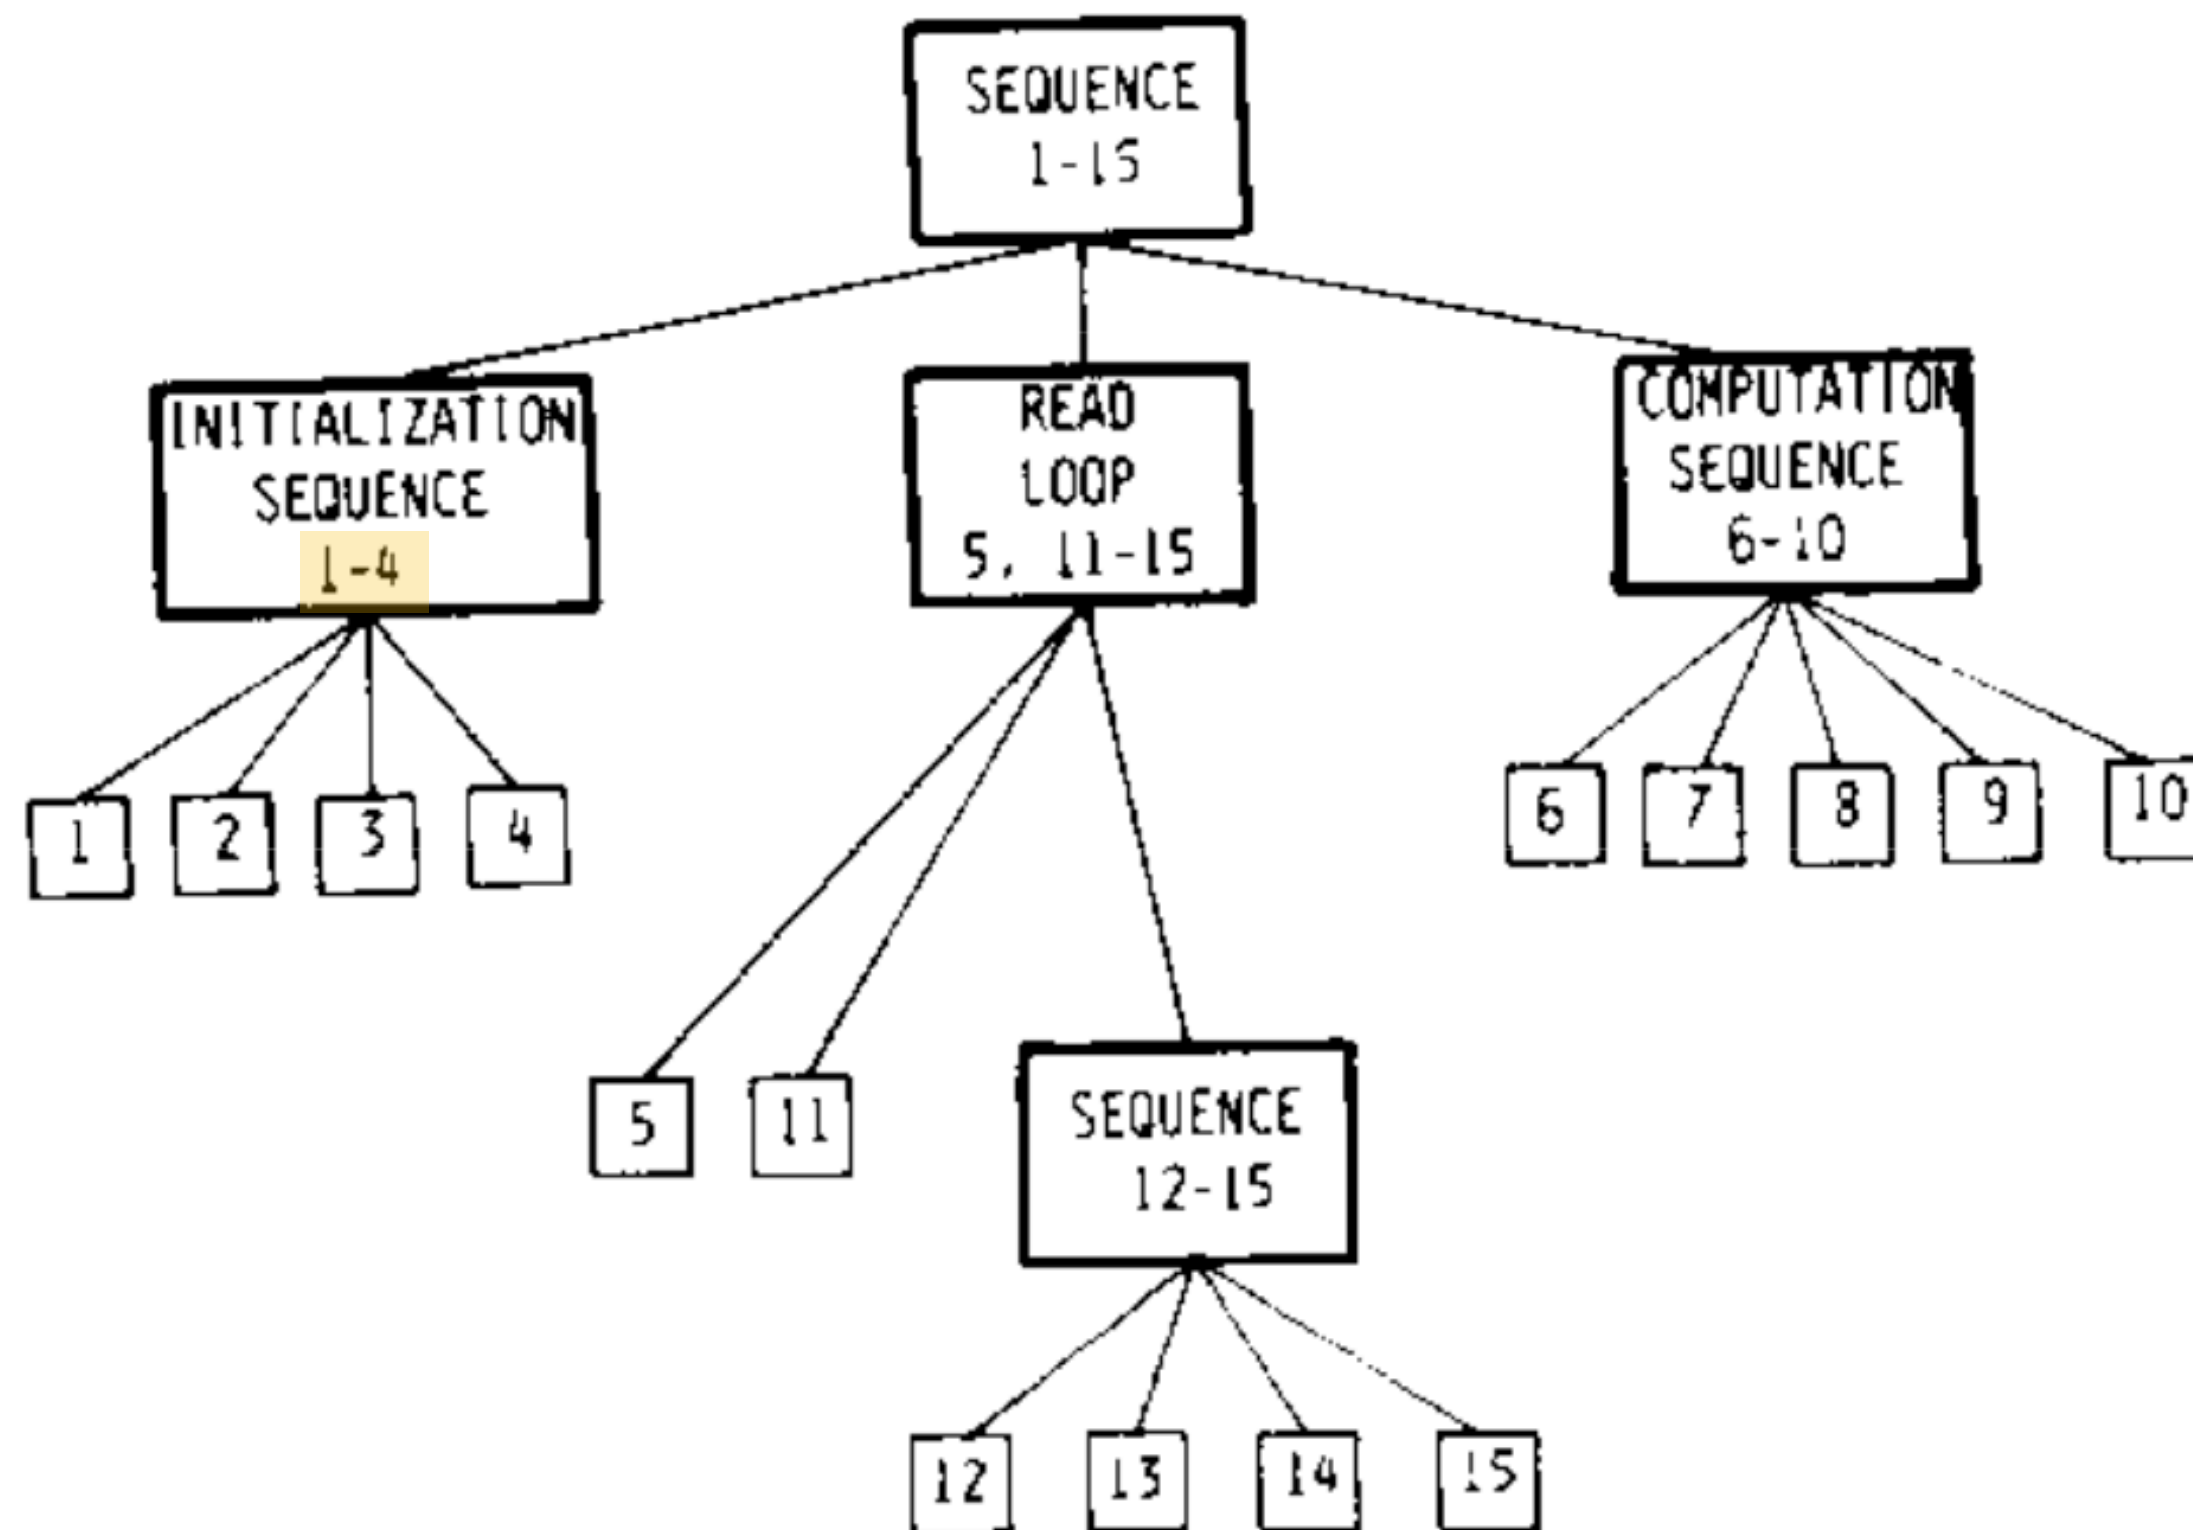 SEQUENCE
1-15
INITIALIZATION
SEQUENCE
1-4
READ
LOOP
5, 11-15
COMPUTATION
SEQUENCE
6-10
1
2
3
4
6
7
8
9
10
5
11
SEQUENCE
12-15
12
13
14
15